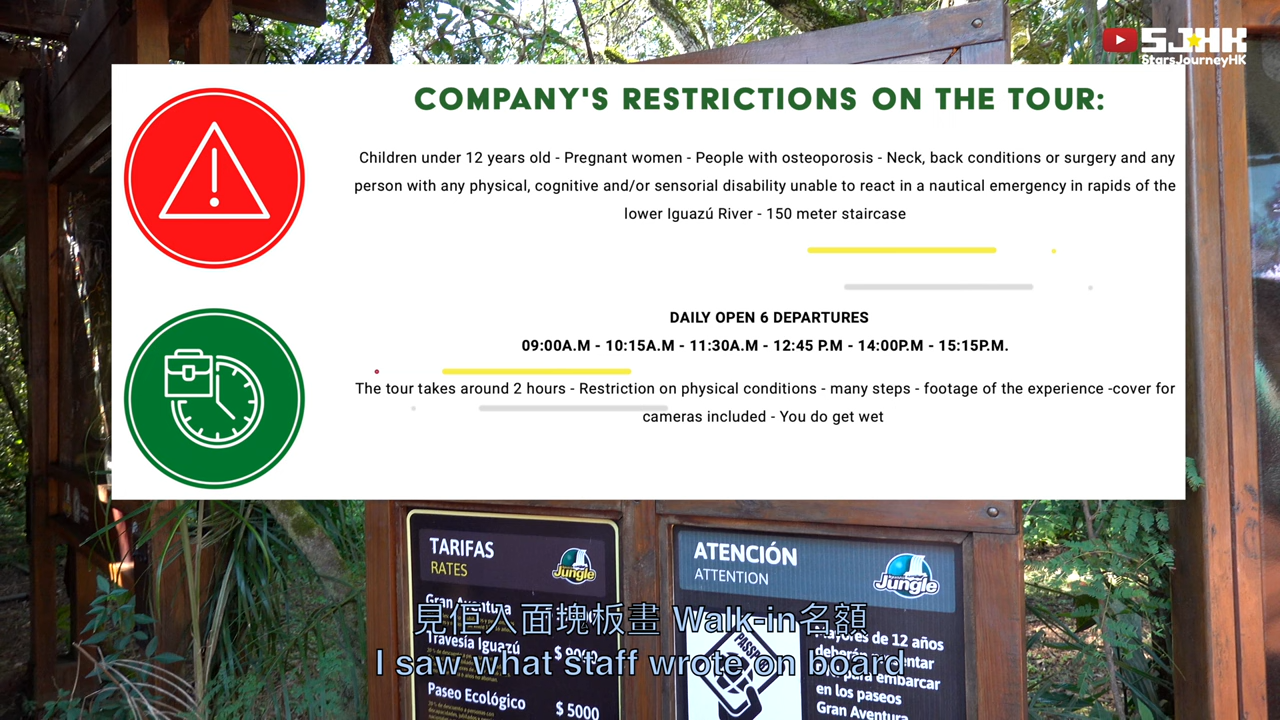 SJHK
StarsJourneyHK
COMPANY'S RESTRICTIONS ON THE TOUR:
Children under 12 years old - Pregnant women - People with osteoporosis - Neck, back conditions or surgery and any
person with any physical, cognitive and/or sensorial disability unable to react in a nautical emergency in rapids of the
lower Iguazú River - 150 meter staircase
DAILY OPEN 6 DEPARTURES
09:00A.M - 10:15A.M - 11:30A.M - 12:45 P.M - 14:00P.M - 15:15P.M.
The tour takes around 2 hours - Restriction on physical conditions - many steps - footage of the experience -cover for
cameras included - You do get wet
TARIFAS
RATES
Jungle
Gran Aventura
Travesía Iguazú
Paseo Ecológico
$ 5000
ATENCIÓN
ATTENTION
Jungle
Mayores de 12 años
deberán
para embarcar
en los paseos
Gran Aventura
見佢入面塊板畫 Walk-in名額
I saw what staff wrote on board